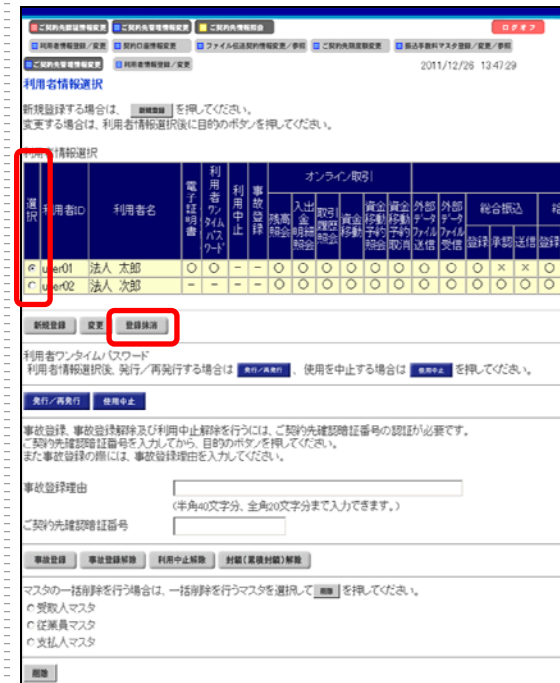 ご契約先認証情報変更 ご契約先管理情報変更 ご契約先情報照会 ログオフ
利用者情報登録/変更 契約口座情報変更 ファイル伝送契約情報変更/参照 ご契約先限度額変更 振込手数料マスタ登録/変更/参照
ご契約先管理情報変更 利用者情報登録/変更 2011/12/26 13:47:29
利用者情報選択
新規登録する場合は、 新規登録 を押してください。
変更する場合は、利用者情報選択後に目的のボタンを押してください。
利用者情報選択
選択 利用者ID 利用者名 電子証明書 利用者ワンタイムパスワード 利用中止 事故登録 オンライン取引
残高照会 入出金明細照会 取引履歴照会 資金移動 資金移動予約照会 資金移動予約取消 外部データファイル送信 外部データファイル受信 総合振込 給
登録 承認 送信 登録
user01 法人 太郎 ○ ○ － － ○ ○ ○ ○ ○ ○ ○ ○ ○ × × ○
user02 法人 次郎 － － － － ○ ○ ○ ○ ○ ○ ○ ○ ○ ○ ○ ○
新規登録 変更 登録抹消
利用者ワンタイムパスワード
利用者情報選択後、発行／再発行する場合は 発行/再発行 、使用を中止する場合は 使用中止 を押してください。
発行/再発行 使用中止
事故登録、事故登録解除及び利用中止解除を行うには、ご契約先確認暗証番号の認証が必要です。
ご契約先確認暗証番号を入力してから、目的のボタンを押してください。
また事故登録の際には、事故登録理由を入力してください。
事故登録理由
(半角40文字分、全角20文字分まで入力できます。)
ご契約先確認暗証番号
事故登録 事故登録解除 利用中止解除 封鎖(累積封鎖)解除
マスタの一括削除を行う場合は、一括削除を行うマスタを選択して 削除 を押してください。
受取人マスタ
従業員マスタ
支払人マスタ
削除